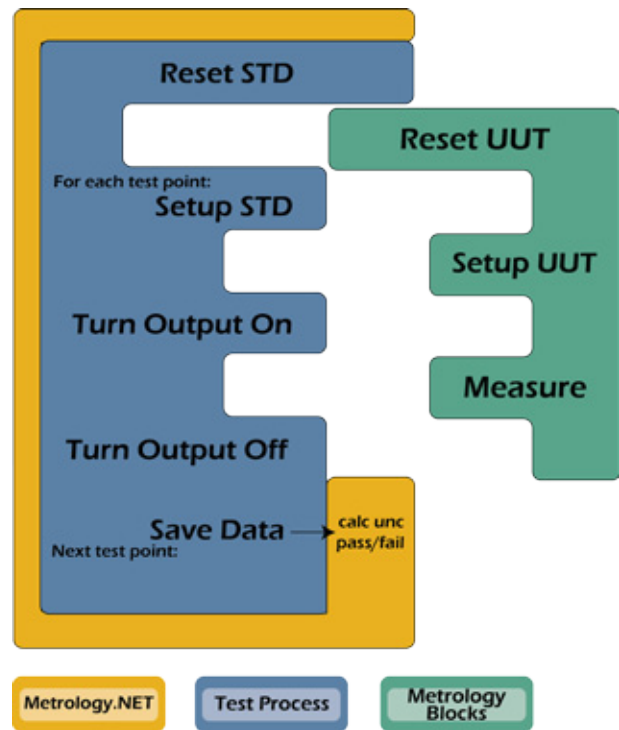 Reset STD
Reset UUT
For each test point:
Setup STD
Setup UUT
Turn Output On
Measure
Turn Output Off
Save Data
calc unc
pass/fail
Next test point:
Metrology.NET
Test Process
Metrology
Blocks